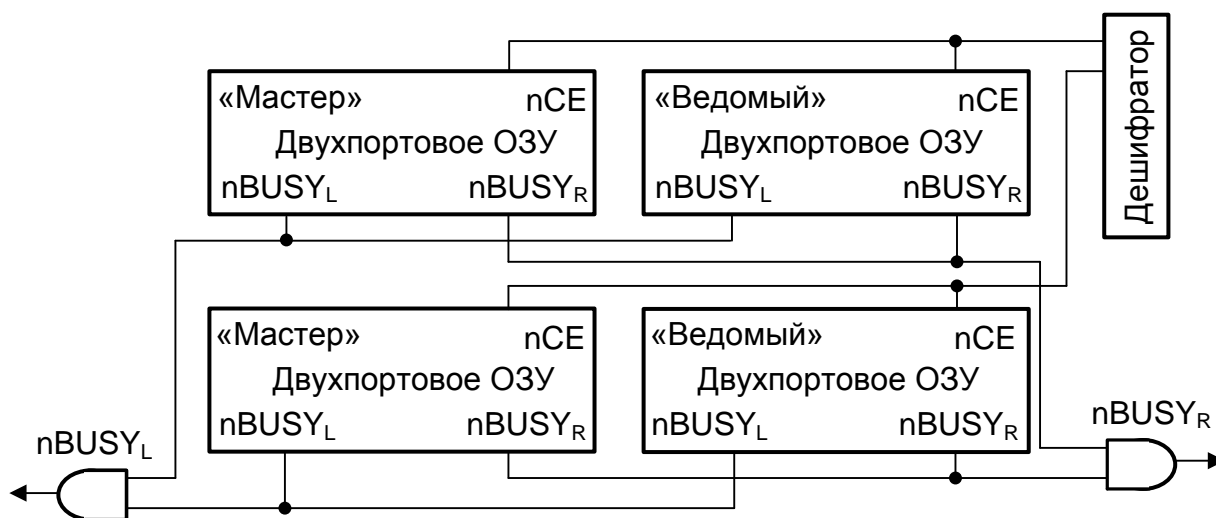 Дешифратор
«Мастер» nCE
Двухпортовое ОЗУ
nBUSYL nBUSYR
«Ведомый» nCE
Двухпортовое ОЗУ
nBUSYL nBUSYR
«Мастер» nCE
Двухпортовое ОЗУ
nBUSYL nBUSYR
«Ведомый» nCE
Двухпортовое ОЗУ
nBUSYL nBUSYR
nBUSYL
nBUSYR